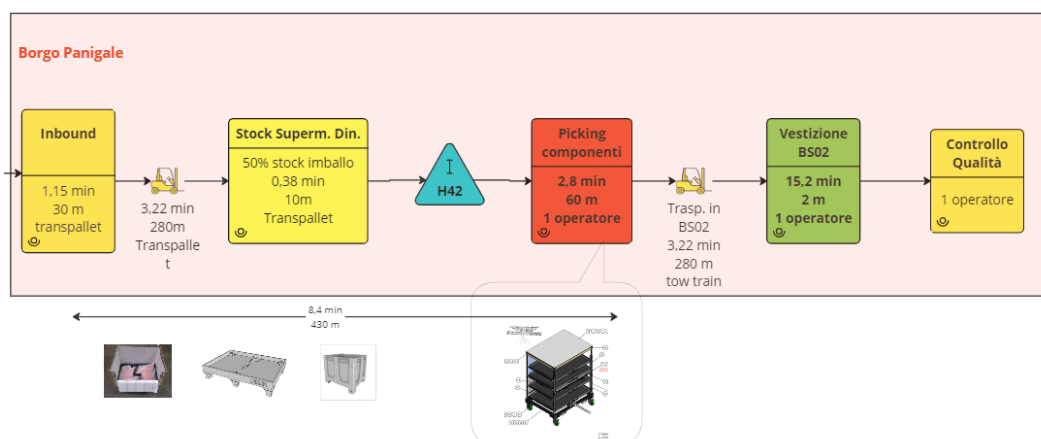 Borgo Panigale
Inbound
1,15 min
30 m
transpallet
3,22 min
280m
Transpalle
t
Stock Superm. Din.
50% stock imballo
0,38 min
10m
Transpallet
I
H42
Picking
componenti
2,8 min
60 m
1 operatore
Trasp. in
BS02
3,22 min
280 m
tow train
Vestizione
BS02
15,2 min
2 m
1 operatore
Controllo
Qualità
1 operatore
8,4 min
430 m